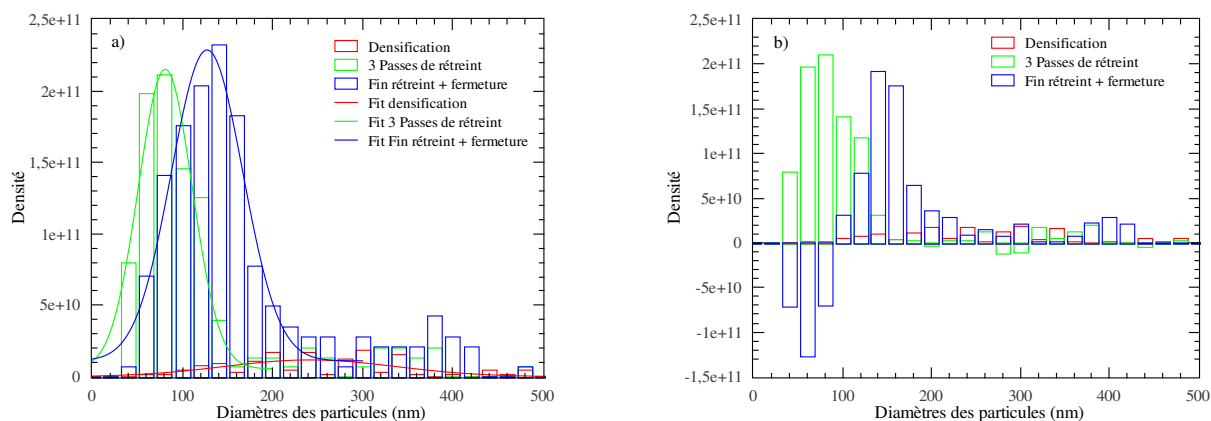 2,5e+11
2e+11
1,5e+11
1e+11
5e+10
0
Densité
a)
Densification
3 Passes de rétreint
Fin rétreint + fermeture
Fit densification
Fit 3 Passes de rétreint
Fit Fin rétreint + fermeture
0 100 200 300 400 500
Diamètres des particules (nm)
2,5e+11
2e+11
1,5e+11
1e+11
5e+10
0
-5e+10
-1e+11
-1,5e+11
Densité
b)
Densification
3 Passes de rétreint
Fin rétreint + fermeture
0 100 200 300 400 500
Diamètres des particules (nm)